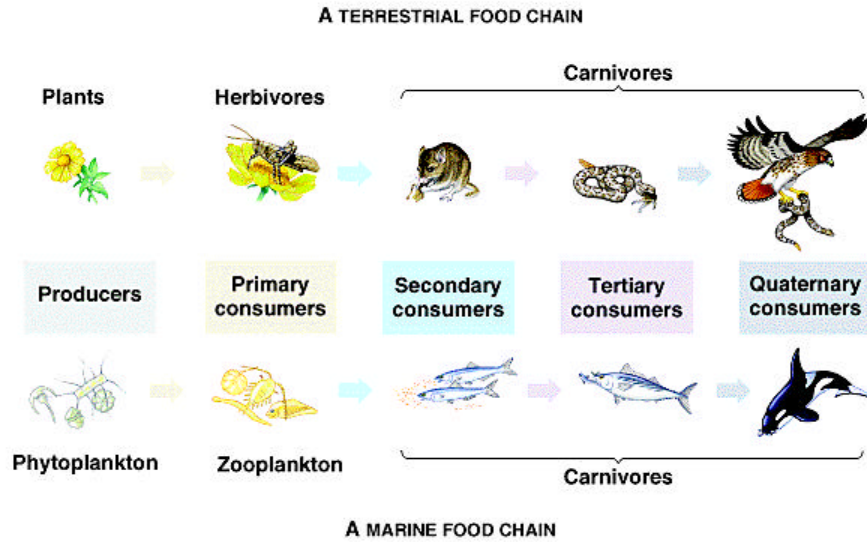 A TERRESTRIAL FOOD CHAIN
Carnivores
Plants
Herbivores
Producers
Primary
consumers
Secondary
consumers
Tertiary
consumers
Quaternary
consumers
Phytoplankton
Zooplankton
Carnivores
A MARINE FOOD CHAIN